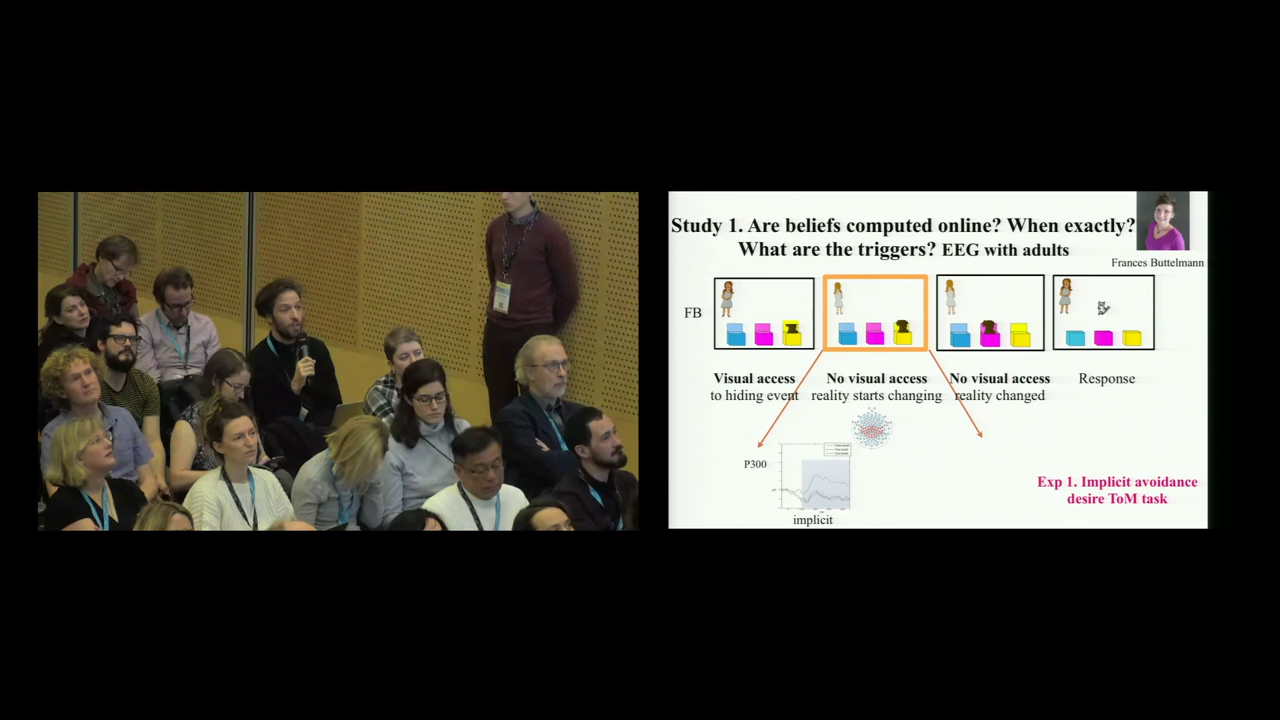 Study 1. Are beliefs computed online? When exactly?
What are the triggers? EEG with adults
Frances Buttelmann
FB
Visual access
to hiding event
No visual access
reality starts changing
No visual access
reality changed
Response
P300
implicit
Exp 1. Implicit avoidance
desire ToM task